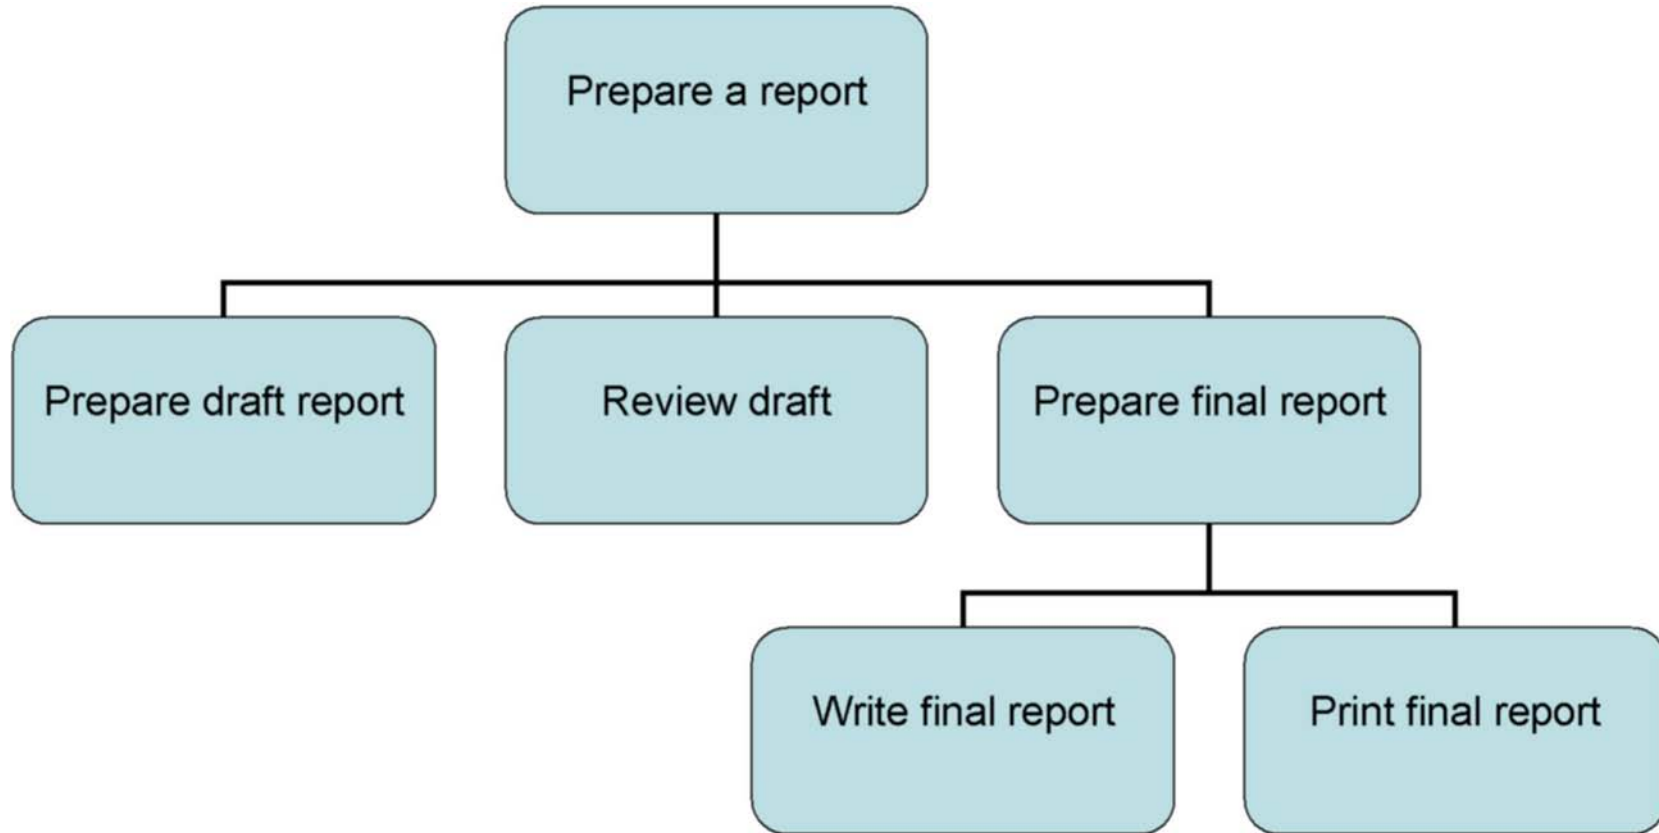 Prepare a report
Prepare draft report
Review draft
Prepare final report
Write final report
Print final report